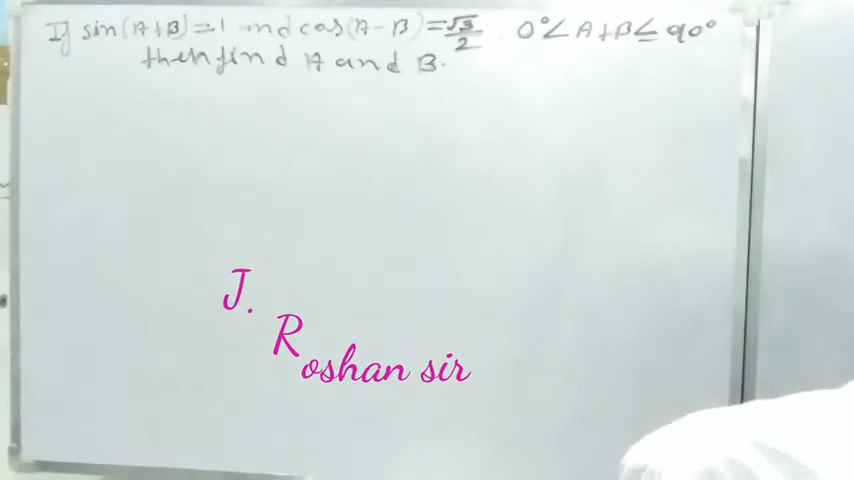 If sin(A+B)=1 and cos(A-B)=√3/2. 0°∠A+B≤90°
then find A and B.
J.
Roshan sir